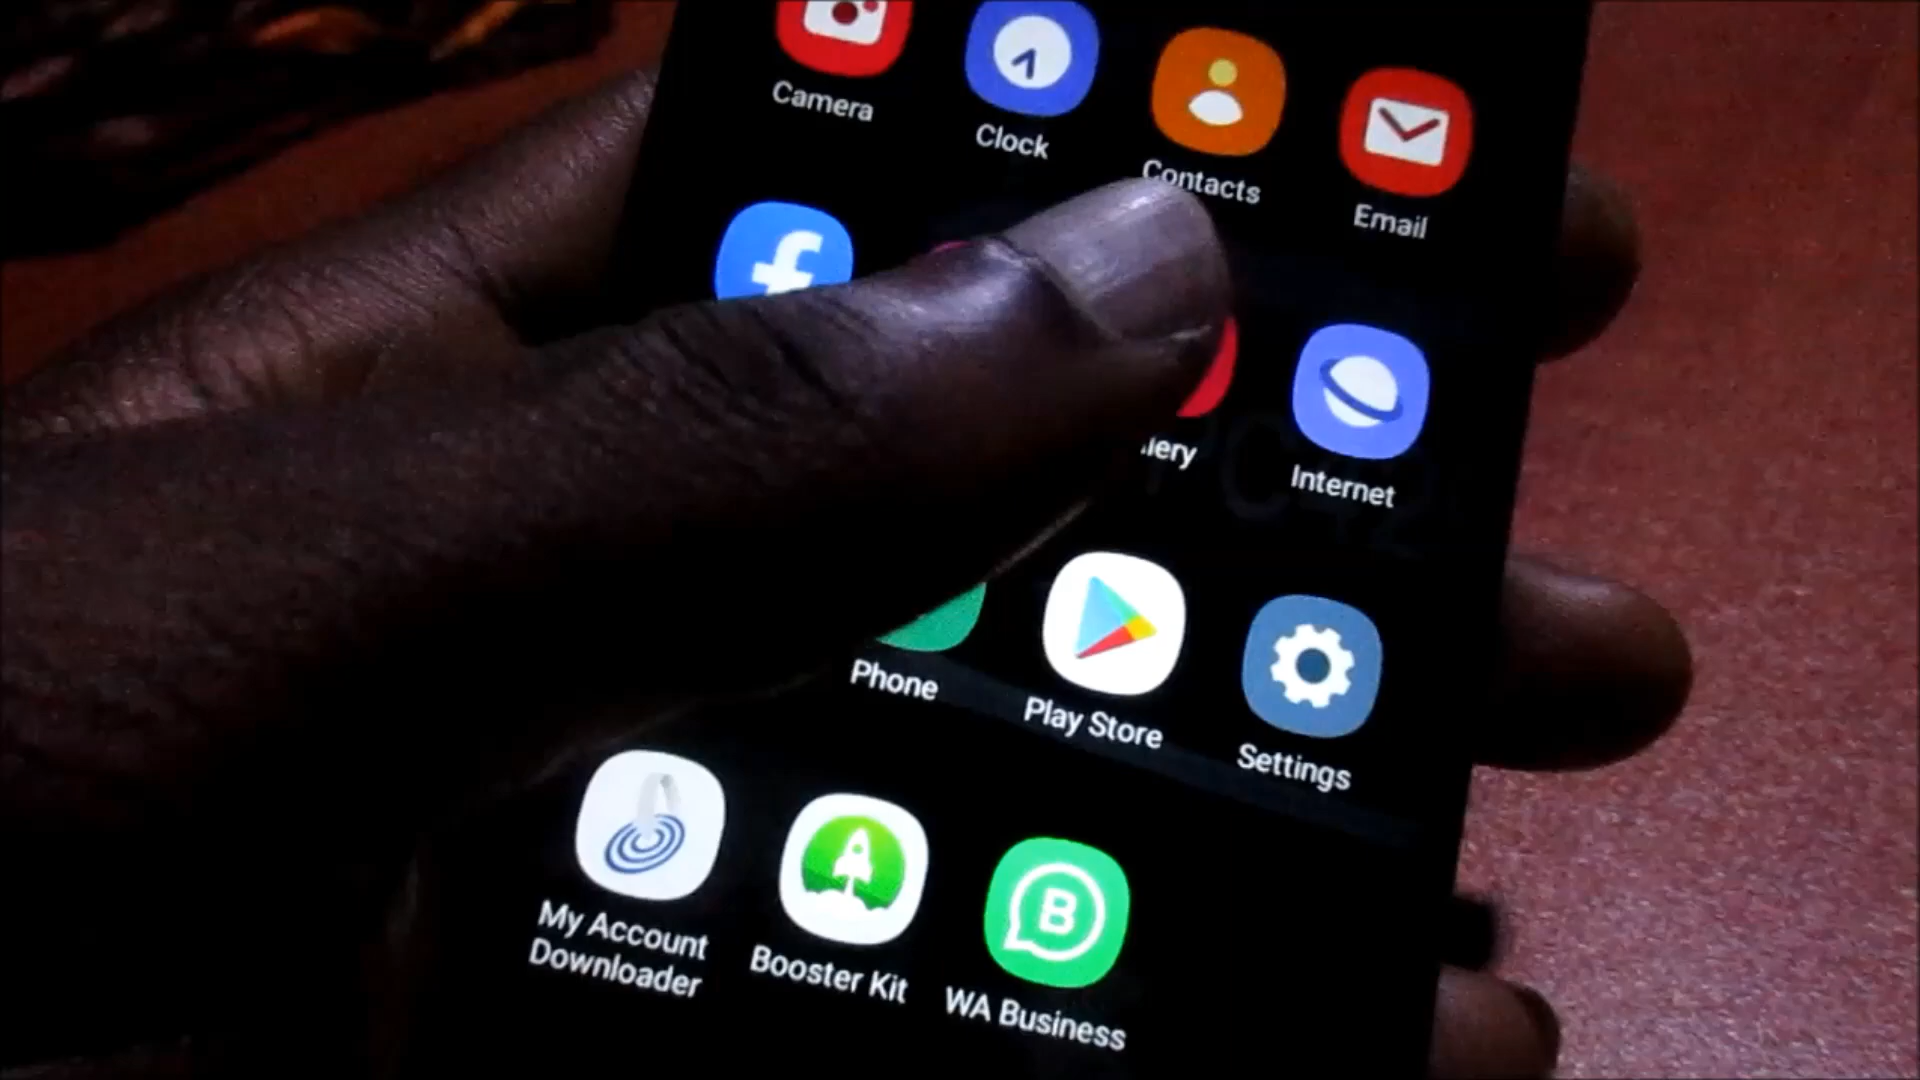 Camera
Clock
Contacts
Email
Internet
Phone
Play Store
Settings
My Account
Downloader
Booster Kit
B
WA Business